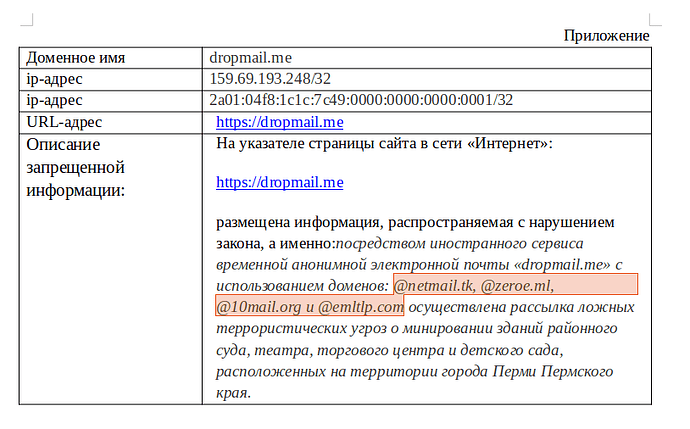 Приложение
Доменное имя dropmail.me
ip-адрес 159.69.193.248/32
ip-адрес 2a01:04f8:1c1c:7c49:0000:0000:0000:0001/32
URL-адрес https://dropmail.me
Описание
запрещенной
информации:
На указателе страницы сайта в сети «Интернет»:
https://dropmail.me
размещена информация, распространяемая с нарушением
закона, а именно:посредством иностранного сервиса
временной анонимной электронной почты «dropmail.me» с
использованием доменов: @netmail.tk, @zeroe.ml,
@10mail.org и @emltlp.com осуществлена рассылка ложных
террористических угроз о минировании зданий районного
суда, театра, торгового центра и детского сада,
расположенных на территории города Перми Пермского
края.